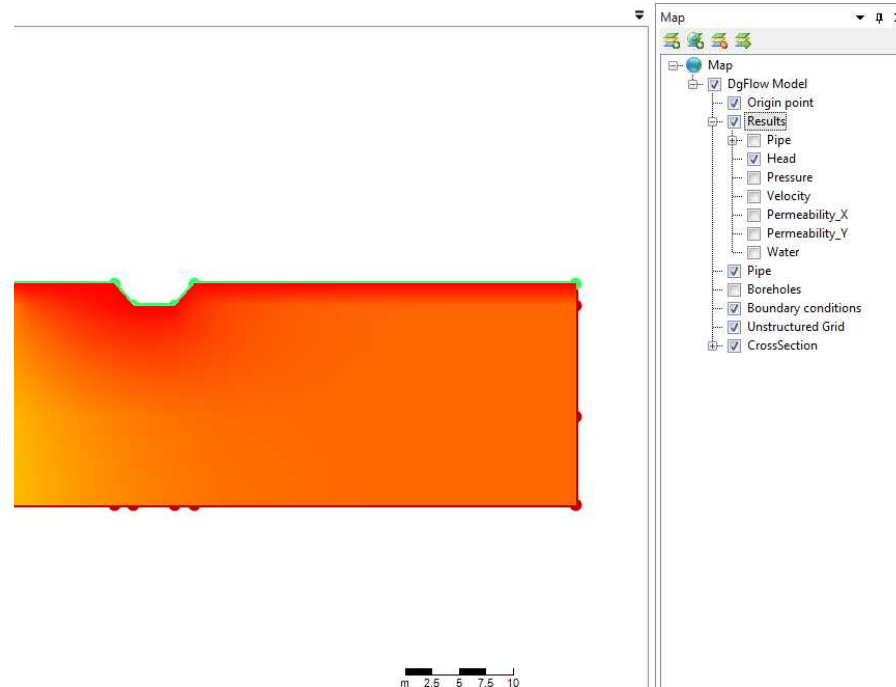 Map
Map
DgFlow Model
Origin point
Results
Pipe
Head
Pressure
Velocity
Permeability_X
Permeability_Y
Water
Pipe
Boreholes
Boundary conditions
Unstructured Grid
CrossSection
m 2.5 5 7.5 10